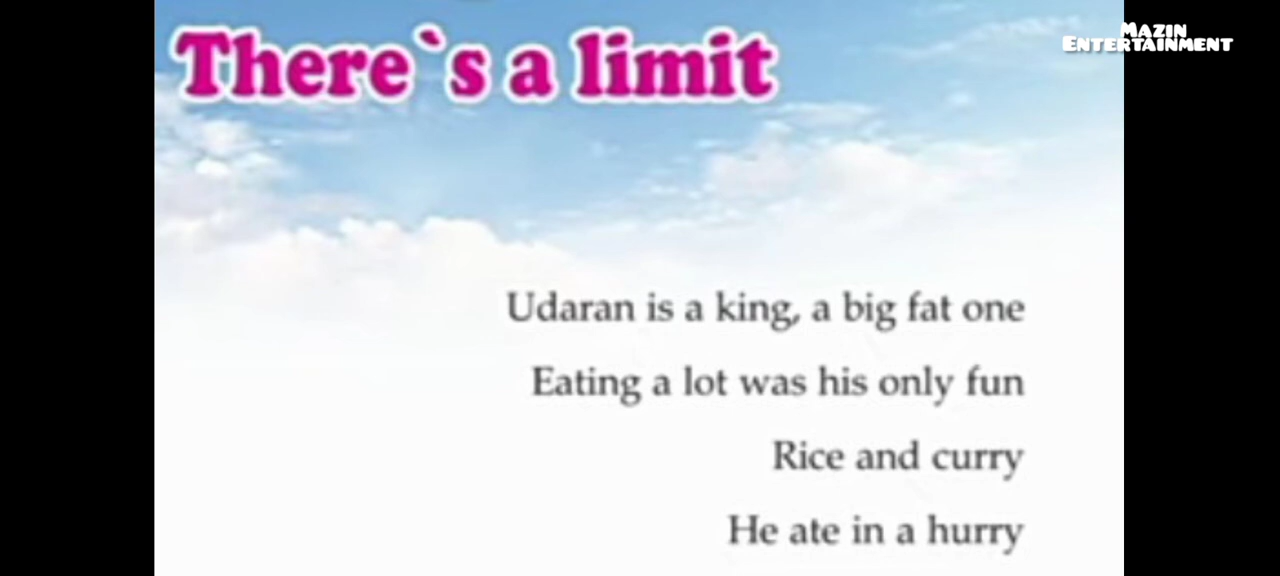 There`s a limit
MAZIN
ENTERTAINMENT
Udaran is a king, a big fat one
Eating a lot was his only fun
Rice and curry
He ate in a hurry